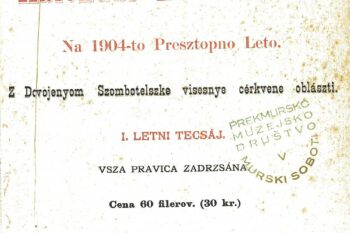 Na 1904-to Presztopno Leto.
Z Dovojenyom Szombotelszke visesnye cérkvene oblászti.
I. LETNI TECSÁJ.
VSZA PRAVICA ZADRZSÁNA
Cena 60 filerov. (30 kr.)
PREKMURSKO
MUZEJSKO
DRUŠTVO
V
MURSKI SOBOTI